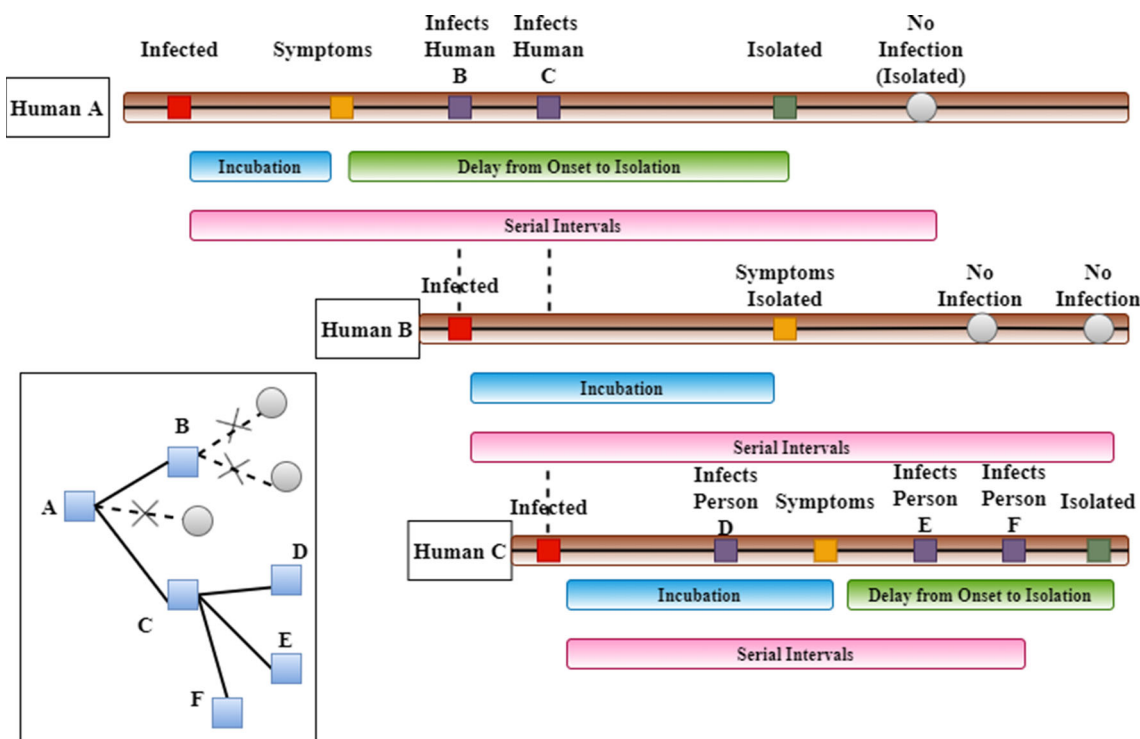 Infected
Symptoms
Infects
Human
B
Infects
Human
C
Isolated
No
Infection
(Isolated)
Human A
Incubation
Delay from Onset to Isolation
Serial Intervals
Infected
Symptoms
Isolated
No
Infection
No
Infection
Human B
Incubation
Serial Intervals
Infected
Infects
Person
D
Symptoms
Infects
Person
E
Infects
Person
F
Isolated
Human C
Incubation
Delay from Onset to Isolation
Serial Intervals
B
A
D
C
E
F